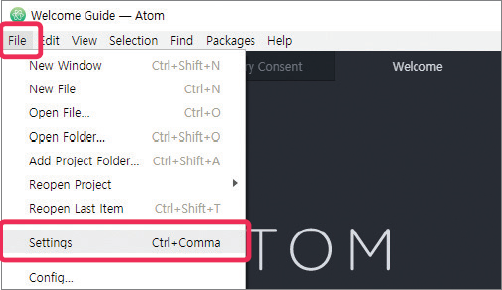 Welcome Guide — Atom
File Edit View Selection Find Packages Help
New Window Ctrl+Shift+N
New File Ctrl+N
Open File... Ctrl+O
Open Folder... Ctrl+Shift+O
Add Project Folder... Ctrl+Shift+A
Reopen Project
Reopen Last Item Ctrl+Shift+T
Settings Ctrl+Comma
Config...
Consent
Welcome
TOM